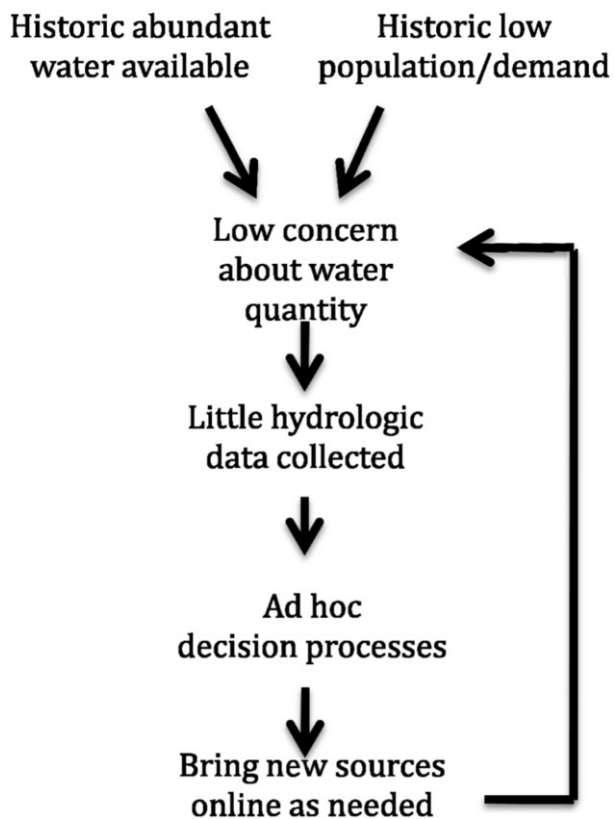 Historic abundant
water available
Historic low
population/demand
Low concern
about water
quantity
Little hydrologic
data collected
Ad hoc
decision processes
Bring new sources
online as needed